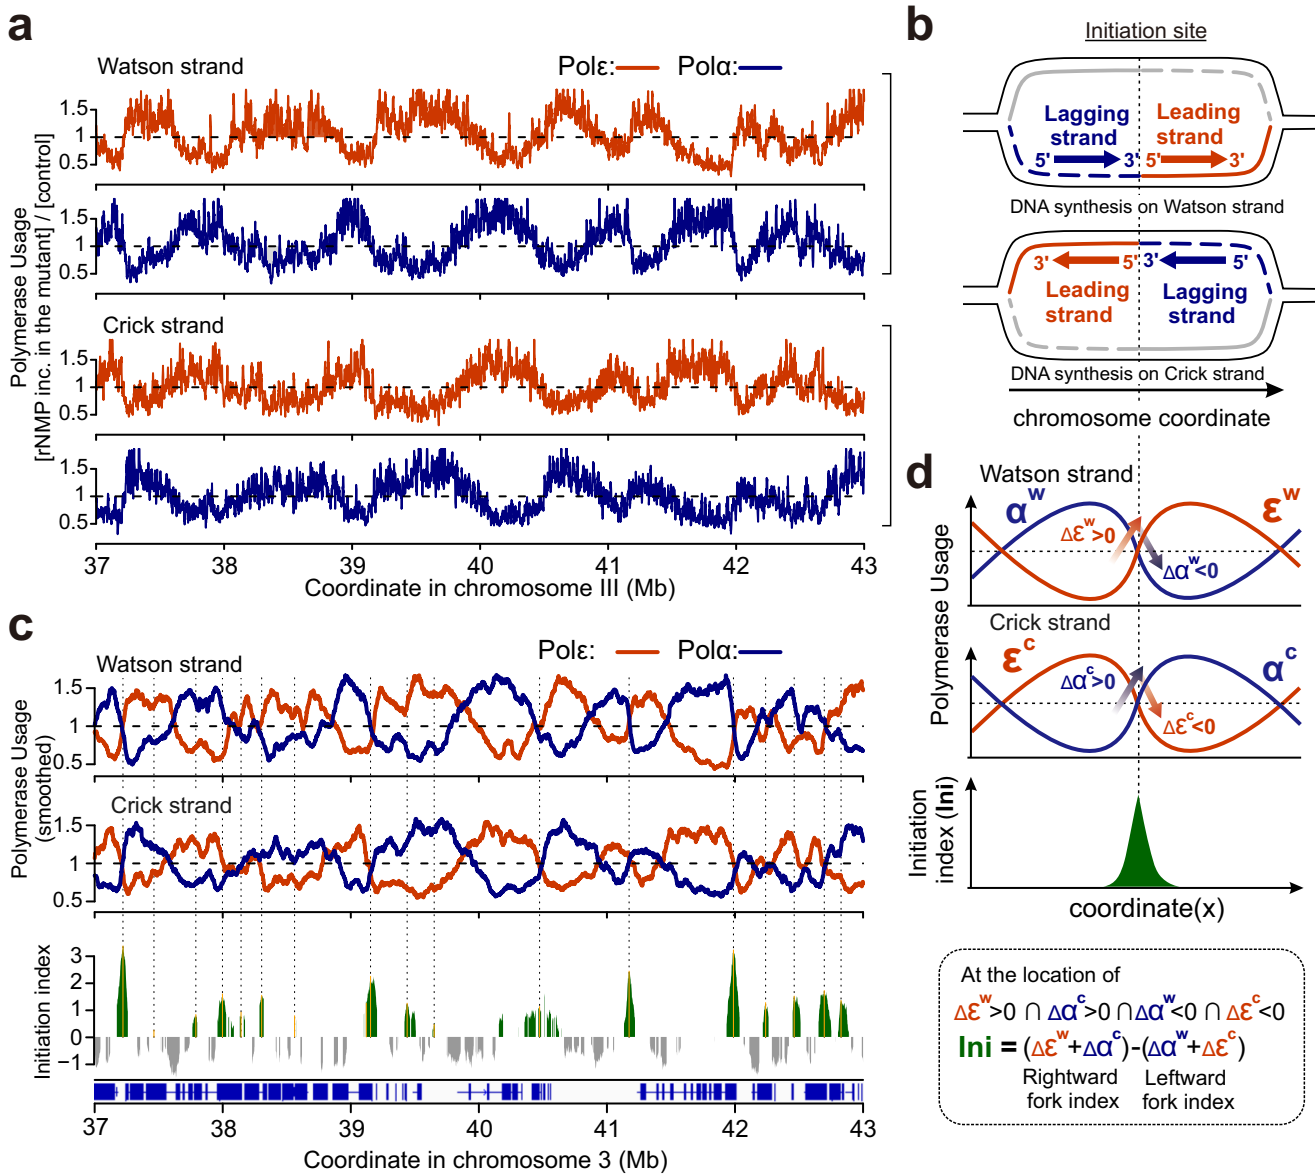 a
Watson strand
Polε:
Polα:
1.5
1
0.5
1.5
1
0.5
Crick strand
1.5
1
0.5
1.5
1
0.5
Polymerase Usage
[rNMP inc. in the mutant] / [control]
37 38 39 40 41 42 43
Coordinate in chromosome III (Mb)
b
Initiation site
Lagging strand
Leading strand
5' 3' 5' 3'
DNA synthesis on Watson strand
3' 5' 3' 5'
Leading strand
Lagging strand
DNA synthesis on Crick strand
chromosome coordinate
c
Watson strand
Polε:
Polα:
1.5
1
0.5
Crick strand
1.5
1
0.5
Polymerase Usage
(smoothed)
3
2
1
0
−1
Initiation index
37 38 39 40 41 42 43
Coordinate in chromosome 3 (Mb)
d
Watson strand
α^w
ε^w
Δε^w>0
Δα^w<0
Crick strand
ε^c
α^c
Δα^c>0
Δε^c<0
Polymerase Usage
Initiation
index (Ini)
coordinate(x)
At the location of
Δε^w>0 ∩ Δα^c>0 ∩ Δα^w<0 ∩ Δε^c<0
Ini = (Δε^w+Δα^c)-(Δα^w+Δε^c)
Rightward fork index
Leftward fork index